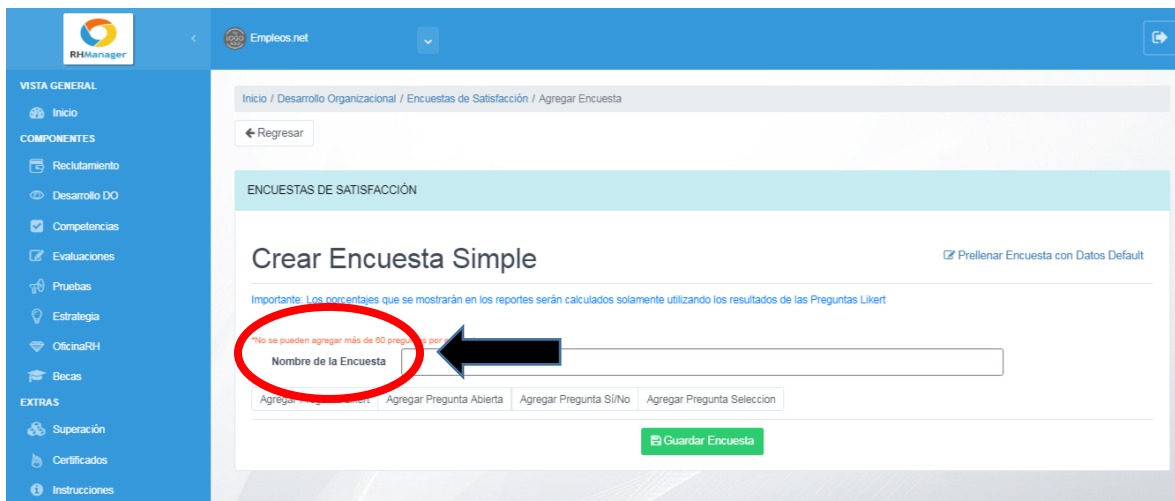 RHManager
Empleos.net
VISTA GENERAL
Inicio
COMPONENTES
Reclutamiento
Desarrollo DO
Competencias
Evaluaciones
Pruebas
Estrategia
OficinaRH
Becas
EXTRAS
Superación
Certificados
Instrucciones
Inicio / Desarrollo Organizacional / Encuestas de Satisfacción / Agregar Encuesta
Regresar
ENCUESTAS DE SATISFACCIÓN
Crear Encuesta Simple
Prellenar Encuesta con Datos Default
Importante: Los porcentajes que se mostrarán en los reportes serán calculados solamente utilizando los resultados de las Preguntas Likert
*No se pueden agregar más de 60 preguntas por
Nombre de la Encuesta
Agregar Pregunta Likert Agregar Pregunta Abierta Agregar Pregunta Sí/No Agregar Pregunta Seleccion
Guardar Encuesta